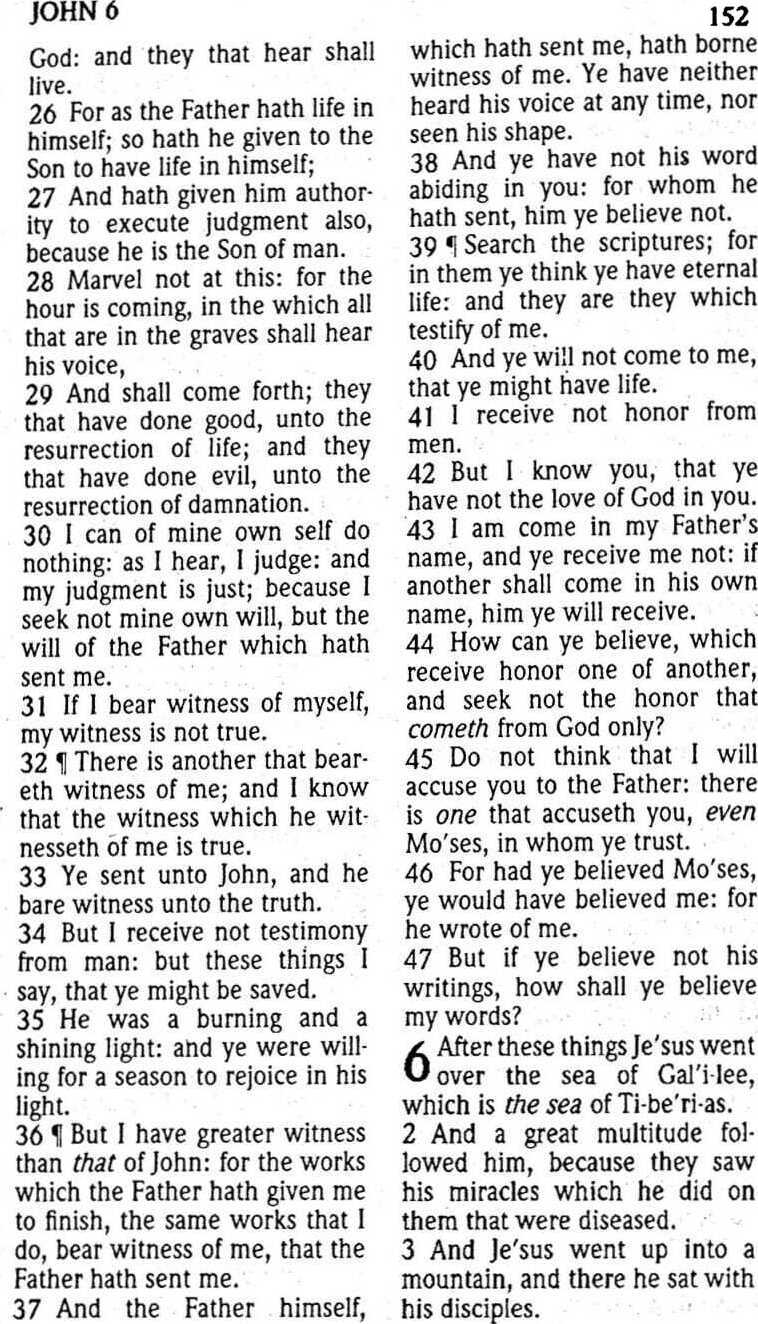 JOHN 6
152
God: and they that hear shall
live.
26 For as the Father hath life in
himself; so hath he given to the
Son to have life in himself;
27 And hath given him author-
ity to execute judgment also,
because he is the Son of man.
28 Marvel not at this: for the
hour is coming, in the which all
that are in the graves shall hear
his voice,
29 And shall come forth; they
that have done good, unto the
resurrection of life; and they
that have done evil, unto the
resurrection of damnation.
30 I can of mine own self do
nothing: as I hear, I judge: and
my judgment is just; because I
seek not mine own will, but the
will of the Father which hath
sent me.
31 If I bear witness of myself,
my witness is not true.
32 ¶ There is another that bear-
eth witness of me; and I know
that the witness which he wit-
nesseth of me is true.
33 Ye sent unto John, and he
bare witness unto the truth.
34 But I receive not testimony
from man: but these things I
say, that ye might be saved.
35 He was a burning and a
shining light: and ye were will-
ing for a season to rejoice in his
light.
36 ¶ But I have greater witness
than that of John: for the works
which the Father hath given me
to finish, the same works that I
do, bear witness of me, that the
Father hath sent me.
37 And the Father himself,
which hath sent me, hath borne
witness of me. Ye have neither
heard his voice at any time, nor
seen his shape.
38 And ye have not his word
abiding in you: for whom he
hath sent, him ye believe not.
39 ¶ Search the scriptures; for
in them ye think ye have eternal
life: and they are they which
testify of me.
40 And ye will not come to me,
that ye might have life.
41 I receive not honor from
men.
42 But I know you, that ye
have not the love of God in you.
43 I am come in my Father's
name, and ye receive me not: if
another shall come in his own
name, him ye will receive.
44 How can ye believe, which
receive honor one of another,
and seek not the honor that
cometh from God only?
45 Do not think that I will
accuse you to the Father: there
is one that accuseth you, even
Mo'ses, in whom ye trust.
46 For had ye believed Mo'ses,
ye would have believed me: for
he wrote of me.
47 But if ye believe not his
writings, how shall ye believe
my words?
6 After these things Je'sus went
over the sea of Gal'i-lee,
which is the sea of Ti-be'ri-as.
2 And a great multitude fol-
lowed him, because they saw
his miracles which he did on
them that were diseased.
3 And Je'sus went up into a
mountain, and there he sat with
his disciples.